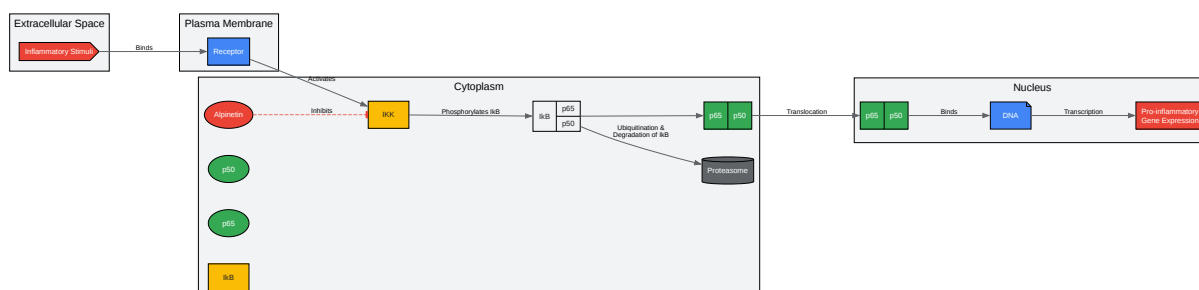 Extracellular Space
Inflammatory Stimuli
Binds
Plasma Membrane
Receptor
Activates
Cytoplasm
Alpinetin
Inhibits
IKK
Phosphorylates IkB
IkB
p65
p50
Ubiquitination &
Degradation of IkB
p65
p50
Proteasome
p50
p65
IkB
Translocation
Nucleus
p65
p50
Binds
DNA
Transcription
Pro-inflammatory
Gene Expression